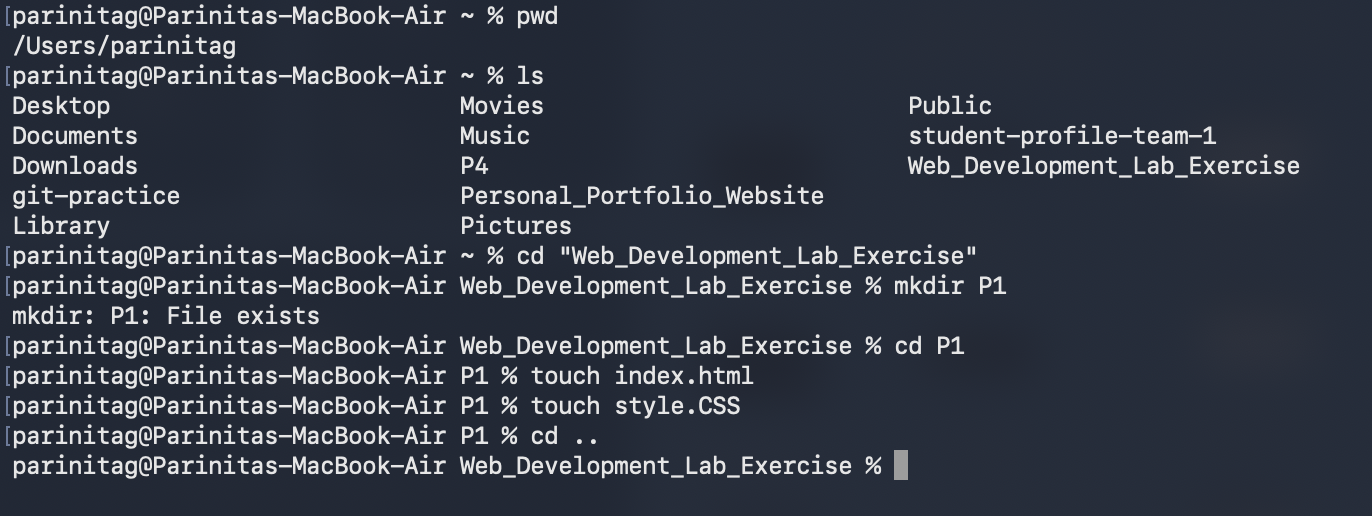 [parinitag@Parinitas-MacBook-Air ~ % pwd
/Users/parinitag
[parinitag@Parinitas-MacBook-Air ~ % ls
Desktop Movies Public
Documents Music student-profile-team-1
Downloads P4 Web_Development_Lab_Exercise
git-practice Personal_Portfolio_Website
Library Pictures
[parinitag@Parinitas-MacBook-Air ~ % cd "Web_Development_Lab_Exercise"
[parinitag@Parinitas-MacBook-Air Web_Development_Lab_Exercise % mkdir P1
mkdir: P1: File exists
[parinitag@Parinitas-MacBook-Air Web_Development_Lab_Exercise % cd P1
[parinitag@Parinitas-MacBook-Air P1 % touch index.html
[parinitag@Parinitas-MacBook-Air P1 % touch style.CSS
[parinitag@Parinitas-MacBook-Air P1 % cd ..
parinitag@Parinitas-MacBook-Air Web_Development_Lab_Exercise %